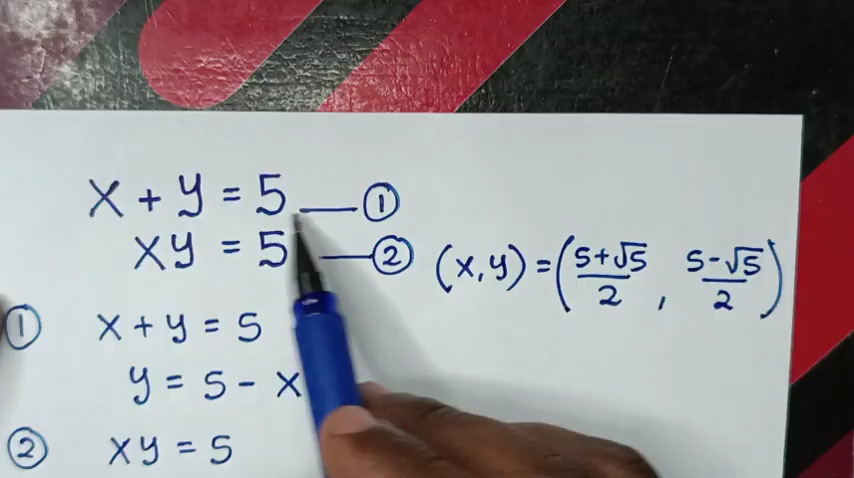 x + y = 5 — ①
xy = 5 — ②
(x, y) = ( (5+√5)/2 , (5-√5)/2 )
① x + y = 5
y = 5 - x
② xy = 5